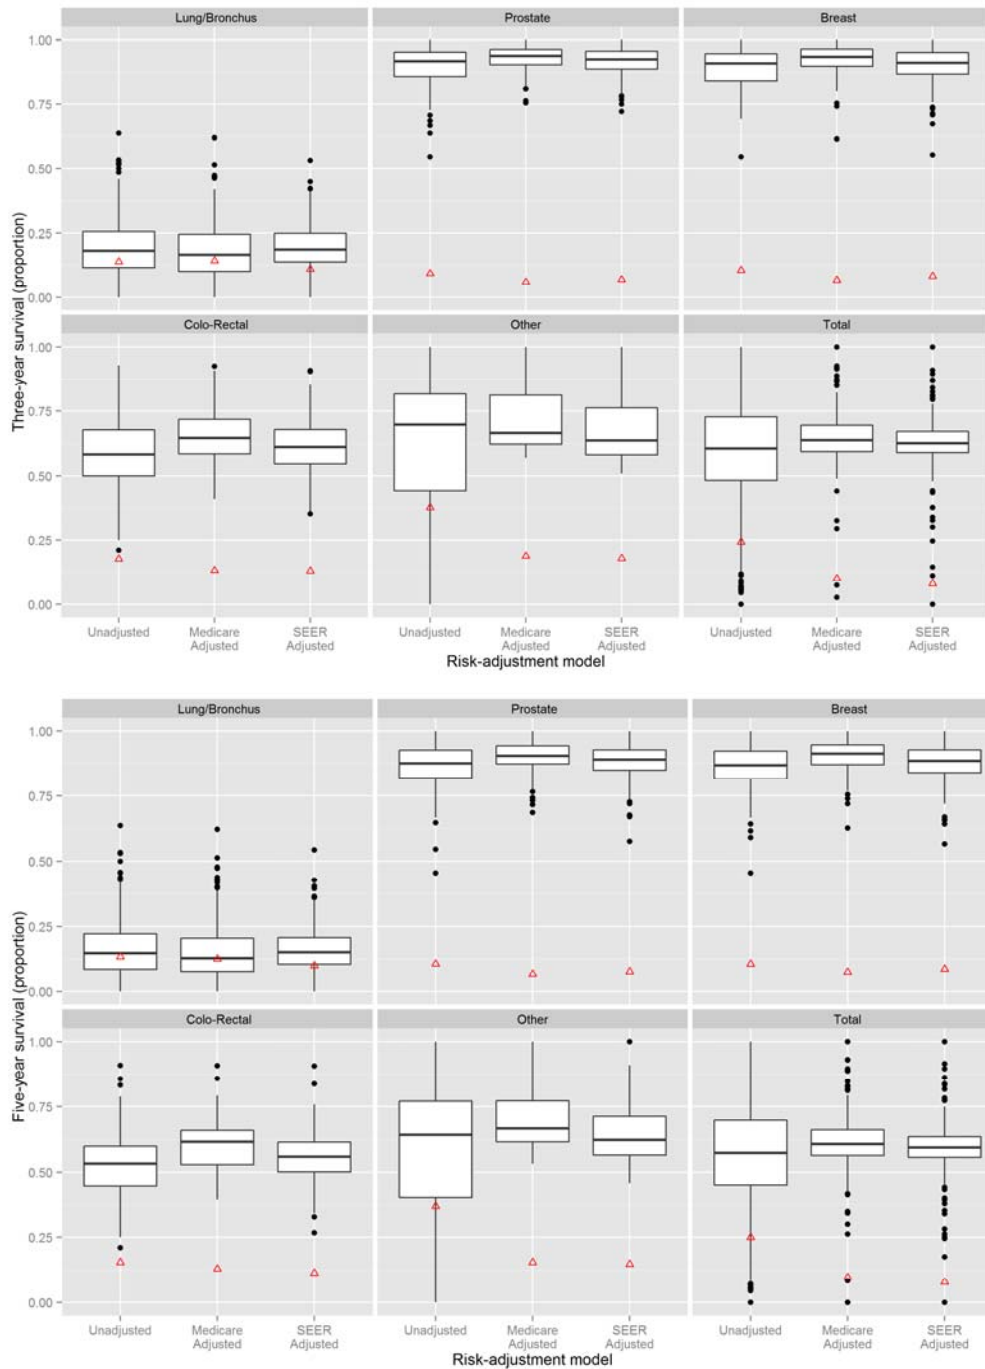 Lung/Bronchus Prostate Breast
1.00
0.75
0.50
0.25
0.00
Three-year survival (proportion)
Colo-Rectal Other Total
1.00
0.75
0.50
0.25
0.00
Unadjusted Medicare Adjusted SEER Adjusted Unadjusted Medicare Adjusted SEER Adjusted Unadjusted Medicare Adjusted SEER Adjusted
Risk-adjustment model
Lung/Bronchus Prostate Breast
1.00
0.75
0.50
0.25
0.00
Five-year survival (proportion)
Colo-Rectal Other Total
1.00
0.75
0.50
0.25
0.00
Unadjusted Medicare Adjusted SEER Adjusted Unadjusted Medicare Adjusted SEER Adjusted Unadjusted Medicare Adjusted SEER Adjusted
Risk-adjustment model